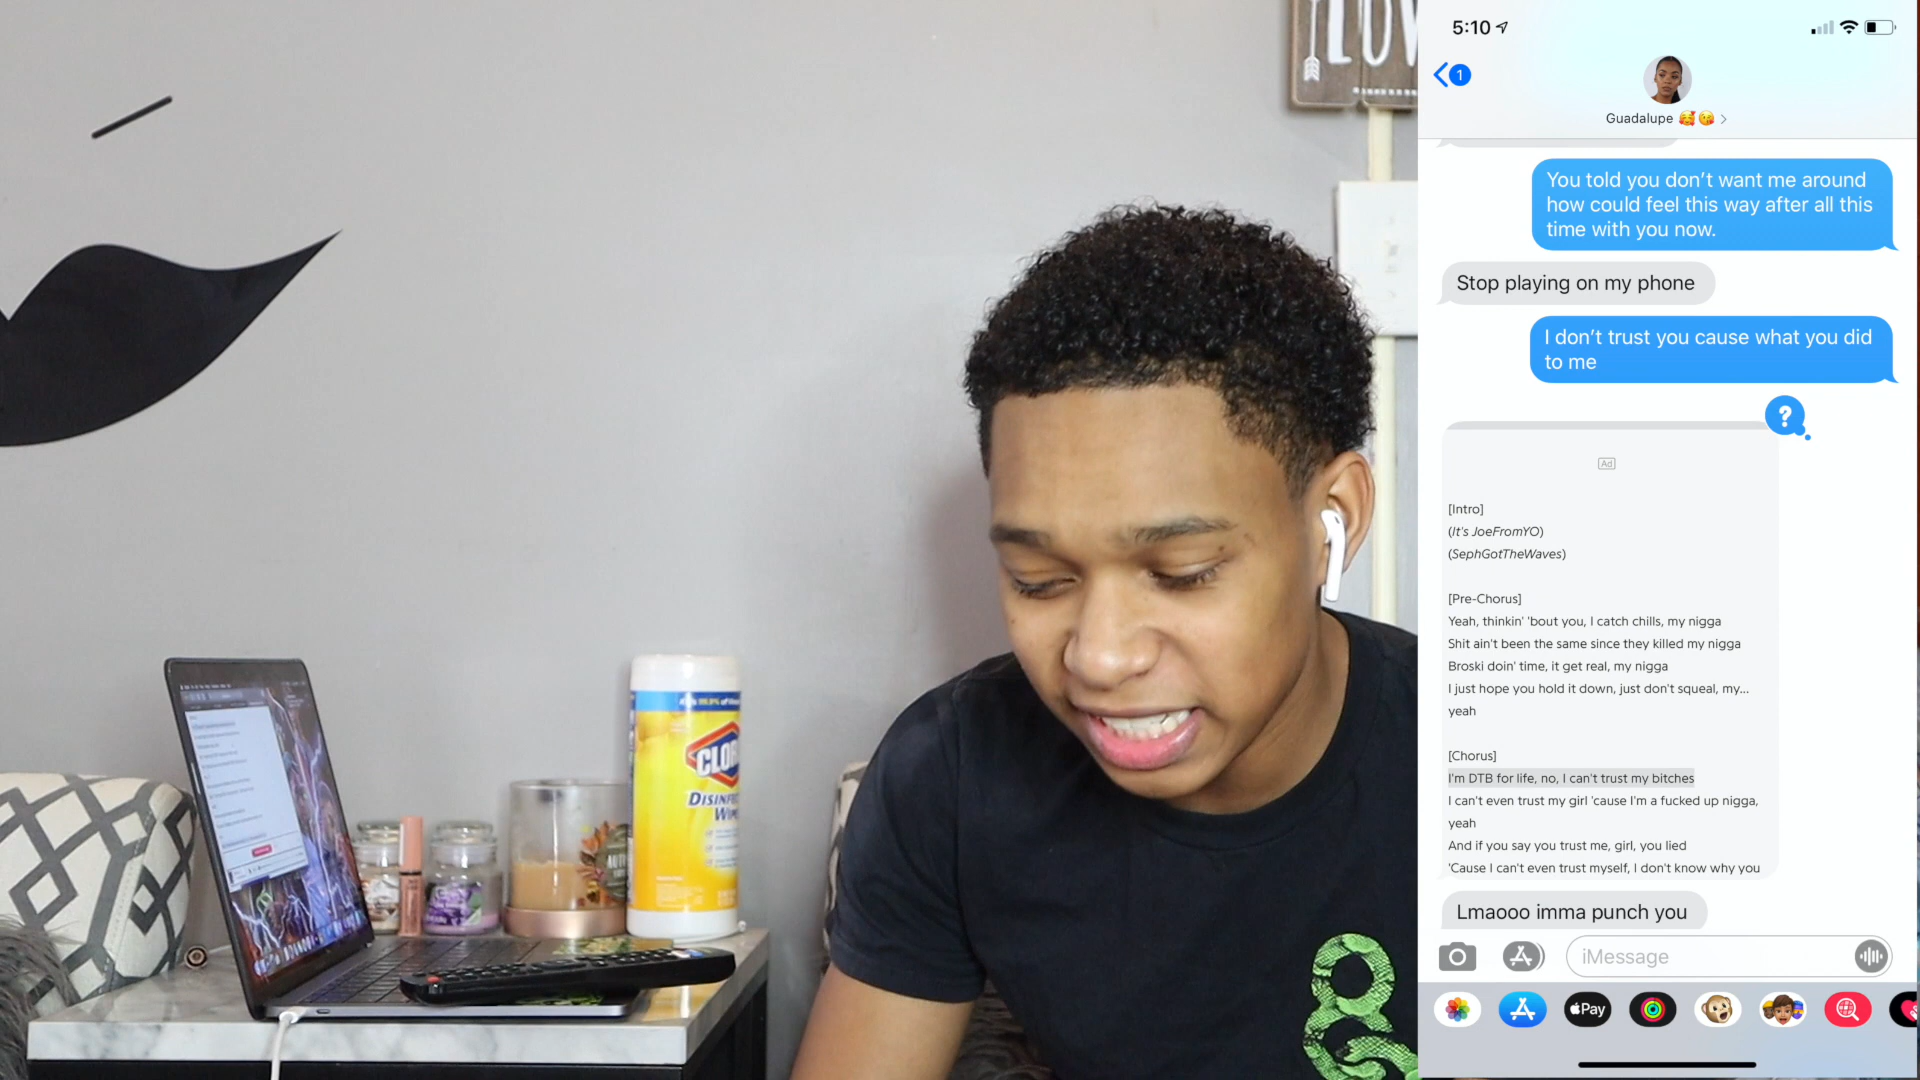 LOV
5:10
1
Guadalupe 🥰😘 >
You told you don't want me around
how could feel this way after all this
time with you now.
Stop playing on my phone
I don't trust you cause what you did
to me
?
Ad
[Intro]
(It's JoeFromYO)
(SephGotTheWaves)
[Pre-Chorus]
Yeah, thinkin' 'bout you, I catch chills, my nigga
Shit ain't been the same since they killed my nigga
Broski doin' time, it get real, my nigga
I just hope you hold it down, just don't squeal, my...
yeah
[Chorus]
I'm DTB for life, no, I can't trust my bitches
I can't even trust my girl 'cause I'm a fucked up nigga,
yeah
And if you say you trust me, girl, you lied
'Cause I can't even trust myself, I don't know why you
Lmaooo imma punch you
iMessage
Pay
CLOR
DISINFE
WIP
AUT